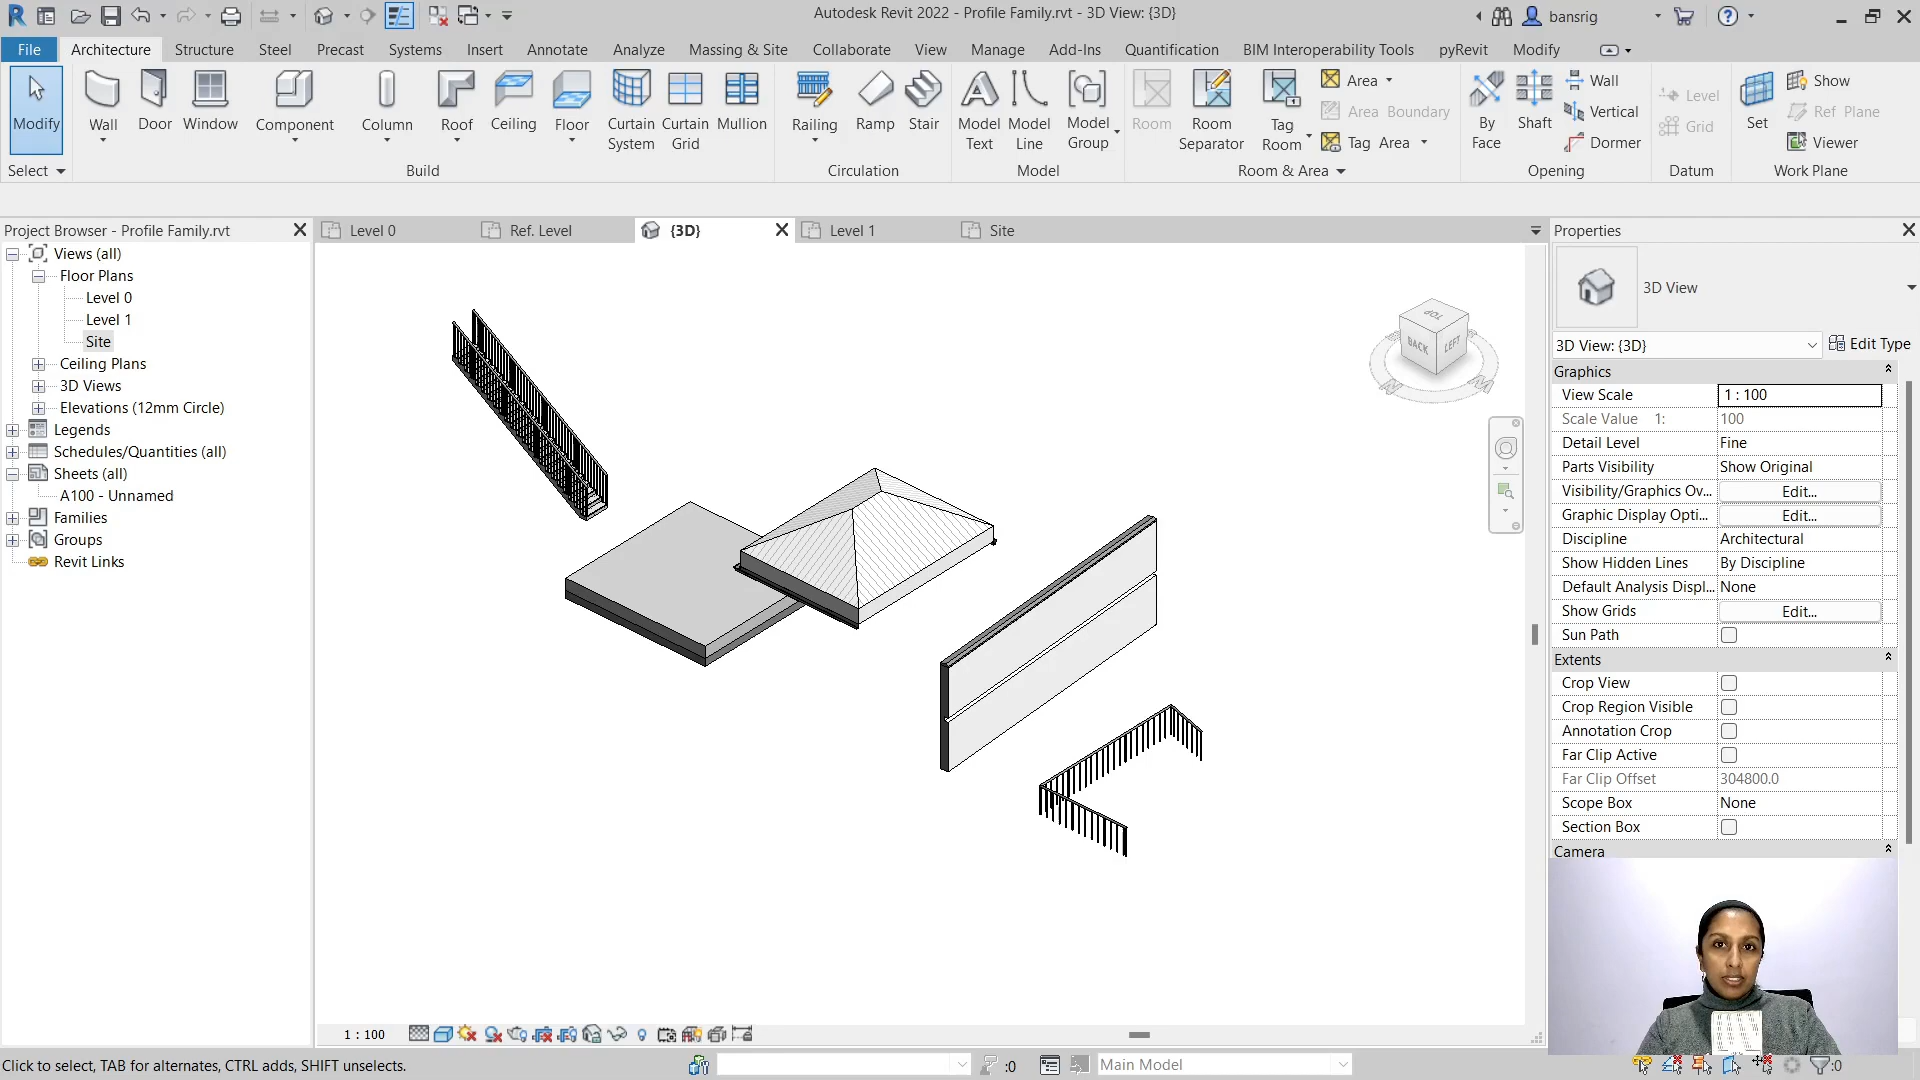 Autodesk Revit 2022 - Profile Family.rvt - 3D View: {3D}
bansrig
File Architecture Structure Steel Precast Systems Insert Annotate Analyze Massing & Site Collaborate View Manage Add-Ins Quantification BIM Interoperability Tools pyRevit Modify
Modify
Wall Door Window Component Column Roof Ceiling Floor Curtain System Curtain Grid Mullion
Railing Ramp Stair
Model Text Model Line Model Group
Room Room Separator Tag Room Area Area Boundary Tag Area
By Face Shaft Wall Vertical Dormer
Level Grid
Set Show Ref Plane Viewer
Select Build Circulation Model Room & Area Opening Datum Work Plane
Project Browser - Profile Family.rvt
Views (all)
Floor Plans
Level 0
Level 1
Site
Ceiling Plans
3D Views
Elevations (12mm Circle)
Legends
Schedules/Quantities (all)
Sheets (all)
A100 - Unnamed
Families
Groups
Revit Links
Level 0 Ref. Level {3D} Level 1 Site
TOP
BACK LEFT
N
Properties
3D View
3D View: {3D} Edit Type
Graphics
View Scale 1 : 100
Scale Value 1: 100
Detail Level Fine
Parts Visibility Show Original
Visibility/Graphics Ov... Edit...
Graphic Display Opti... Edit...
Discipline Architectural
Show Hidden Lines By Discipline
Default Analysis Displ... None
Show Grids Edit...
Sun Path
Extents
Crop View
Crop Region Visible
Annotation Crop
Far Clip Active
Far Clip Offset 304800.0
Scope Box None
Section Box
Camera
1 : 100
Click to select, TAB for alternates, CTRL adds, SHIFT unselects.
:0
Main Model
:0